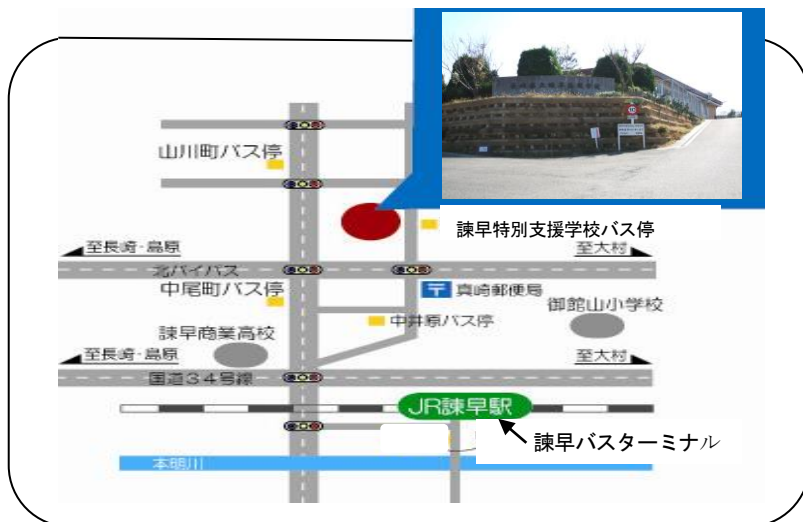 山川町バス停
諫早特別支援学校バス停
至長崎・島原
至大村
北バイパス
中尾町バス停
〒 真崎郵便局
御館山小学校
中井原バス停
諫早商業高校
至長崎・島原
至大村
国道34号線
JR諫早駅
諫早バスターミナル
本明川